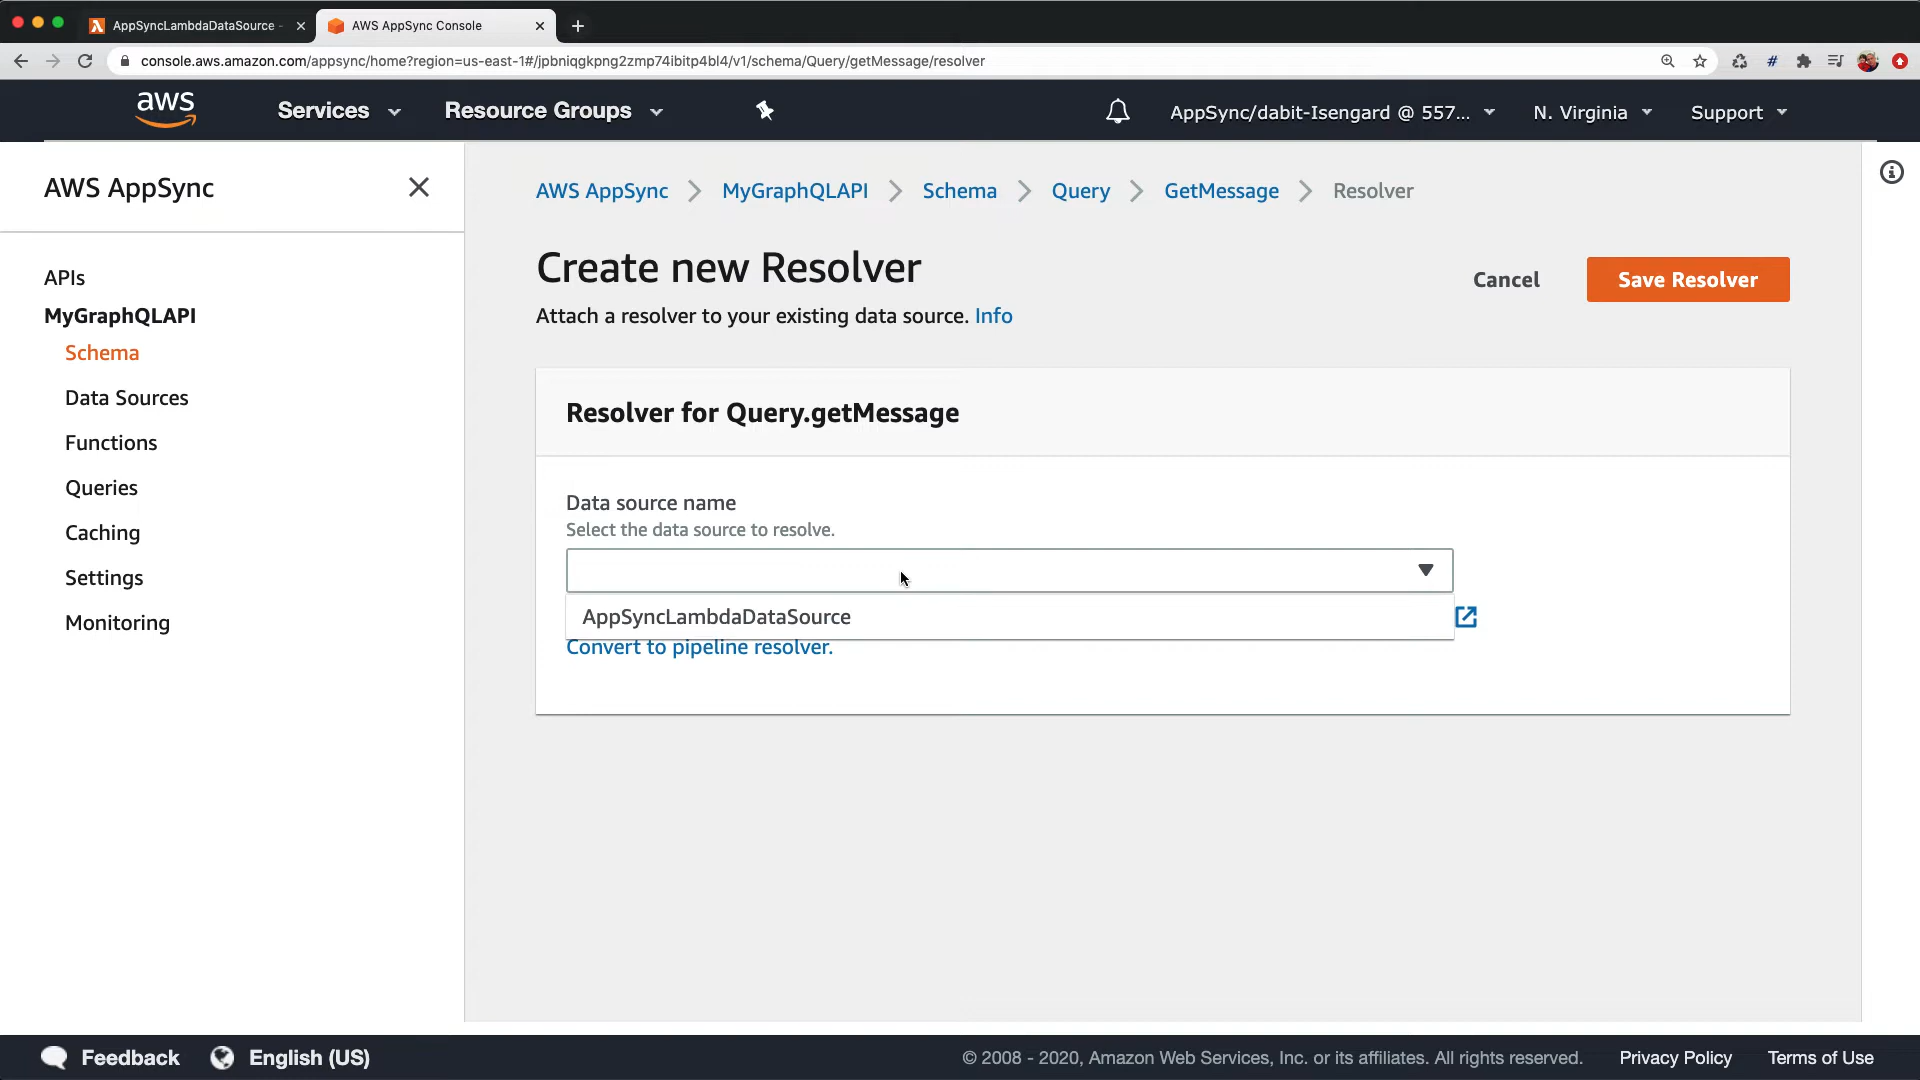 AppSyncLambdaDataSource -
AWS AppSync Console
console.aws.amazon.com/appsync/home?region=us-east-1#/jpbniqgkpng2zmp74ibitp4bl4/v1/schema/Query/getMessage/resolver
aws
Services
Resource Groups
AppSync/dabit-Isengard @ 557...
N. Virginia
Support
AWS AppSync
APIs
MyGraphQLAPI
Schema
Data Sources
Functions
Queries
Caching
Settings
Monitoring
AWS AppSync
MyGraphQLAPI
Schema
Query
GetMessage
Resolver
Create new Resolver
Attach a resolver to your existing data source. Info
Cancel
Save Resolver
Resolver for Query.getMessage
Data source name
Select the data source to resolve.
AppSyncLambdaDataSource
Convert to pipeline resolver.
Feedback
English (US)
© 2008 - 2020, Amazon Web Services, Inc. or its affiliates. All rights reserved.
Privacy Policy
Terms of Use